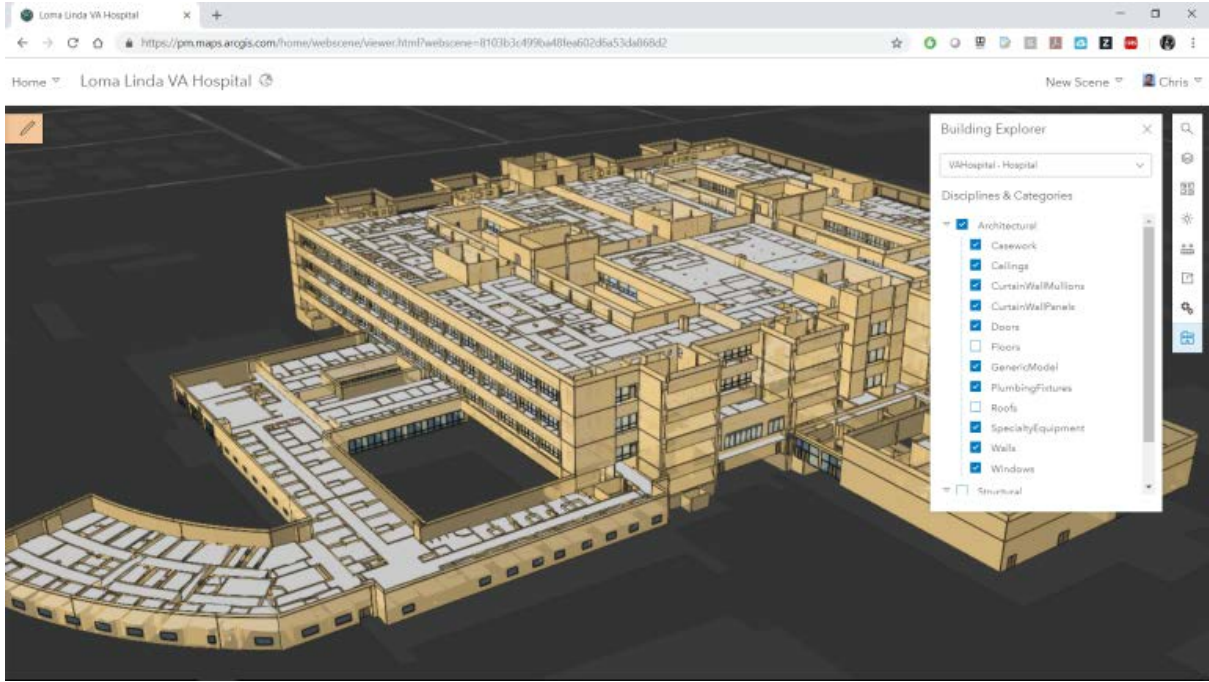 Loma Linda VA Hospital
https://pm.maps.arcgis.com/home/webscene/viewer.html?webscene=8103b3c499ba48fea602d6a53da868d2
Home
Loma Linda VA Hospital
New Scene
Chris
Building Explorer
VAHospital - Hospital
Disciplines & Categories
Architectural
Casework
Ceilings
CurtainWallMullions
CurtainWallPanels
Doors
Floors
GenericModel
PlumbingFixtures
Roofs
SpecialtyEquipment
Walls
Windows
Structural